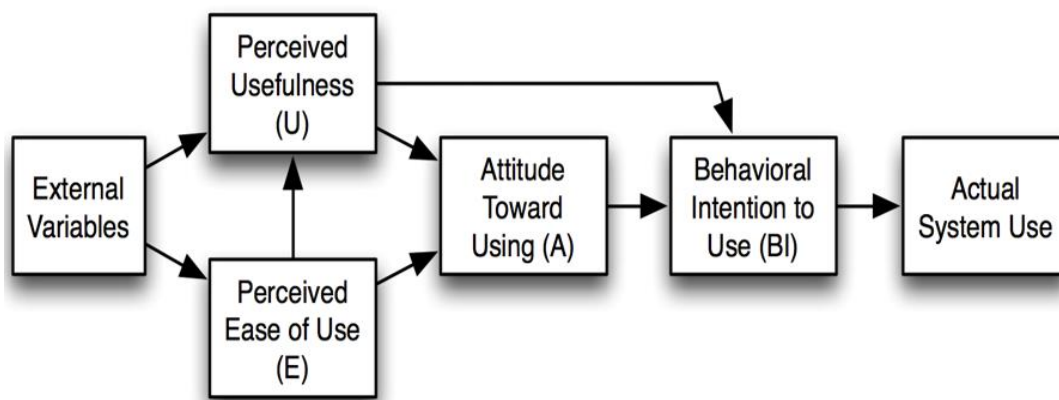 External
Variables
Perceived
Usefulness
(U)
Perceived
Ease of Use
(E)
Attitude
Toward
Using (A)
Behavioral
Intention to
Use (BI)
Actual
System Use